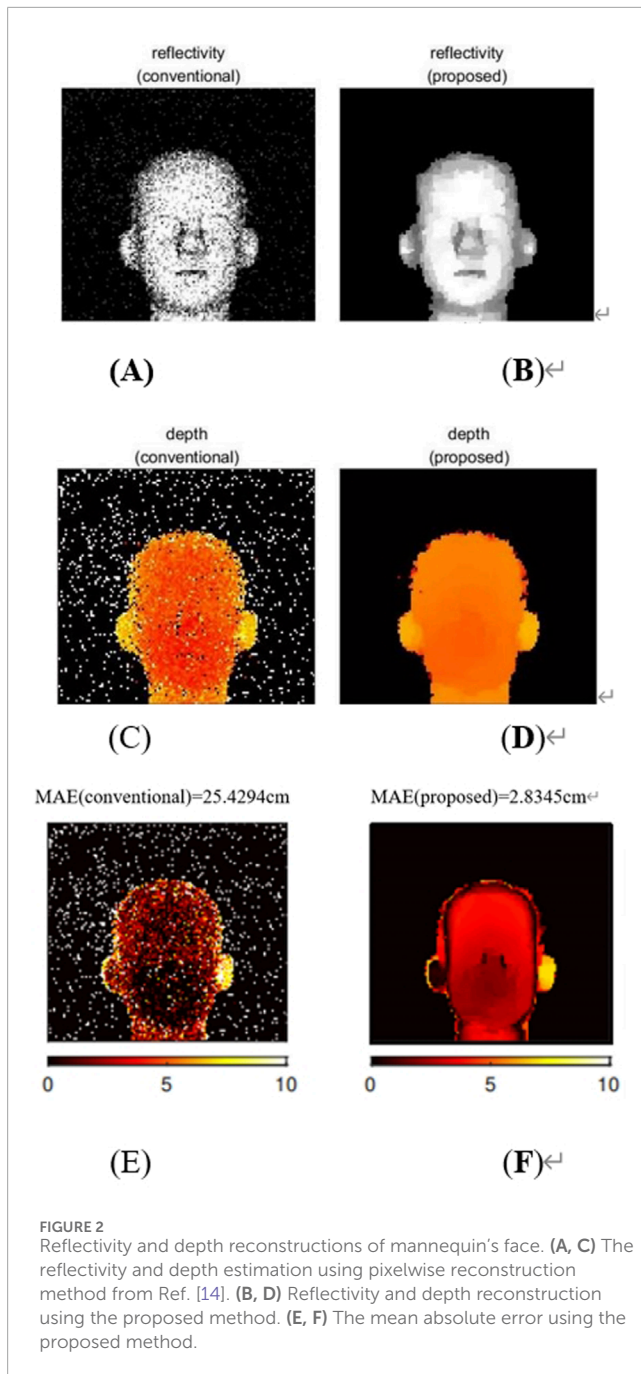 reflectivity
(conventional)
reflectivity
(proposed)
(A)
(B)↵
depth
(conventional)
depth
(proposed)
(C)
(D)↵
MAE(conventional)=25.4294cm
MAE(proposed)=2.8345cm↵
0 5 10
0 5 10
(E)
(F)↵
FIGURE 2
Reflectivity and depth reconstructions of mannequin's face. (A, C) The
reflectivity and depth estimation using pixelwise reconstruction
method from Ref. [14]. (B, D) Reflectivity and depth reconstruction
using the proposed method. (E, F) The mean absolute error using the
proposed method.